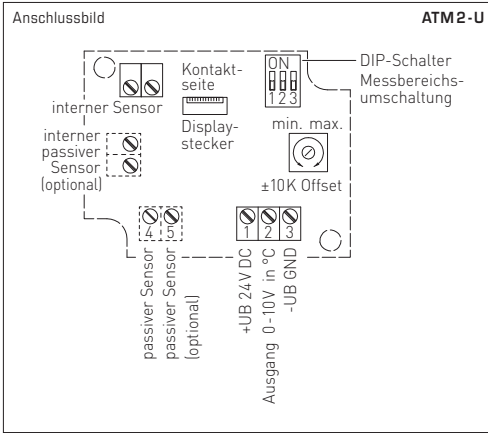 Anschlussbild
ATM 2 - U
ON
1 2 3
DIP-Schalter
Messbereichs-
umschaltung
Kontakt-
seite
interner Sensor
Display-
stecker
min. max.
interner
passiver
Sensor
(optional)
±10K Offset
4 5
1 2 3
passiver Sensor
passiver Sensor
(optional)
+UB 24V DC
Ausgang 0-10V in °C
-UB GND